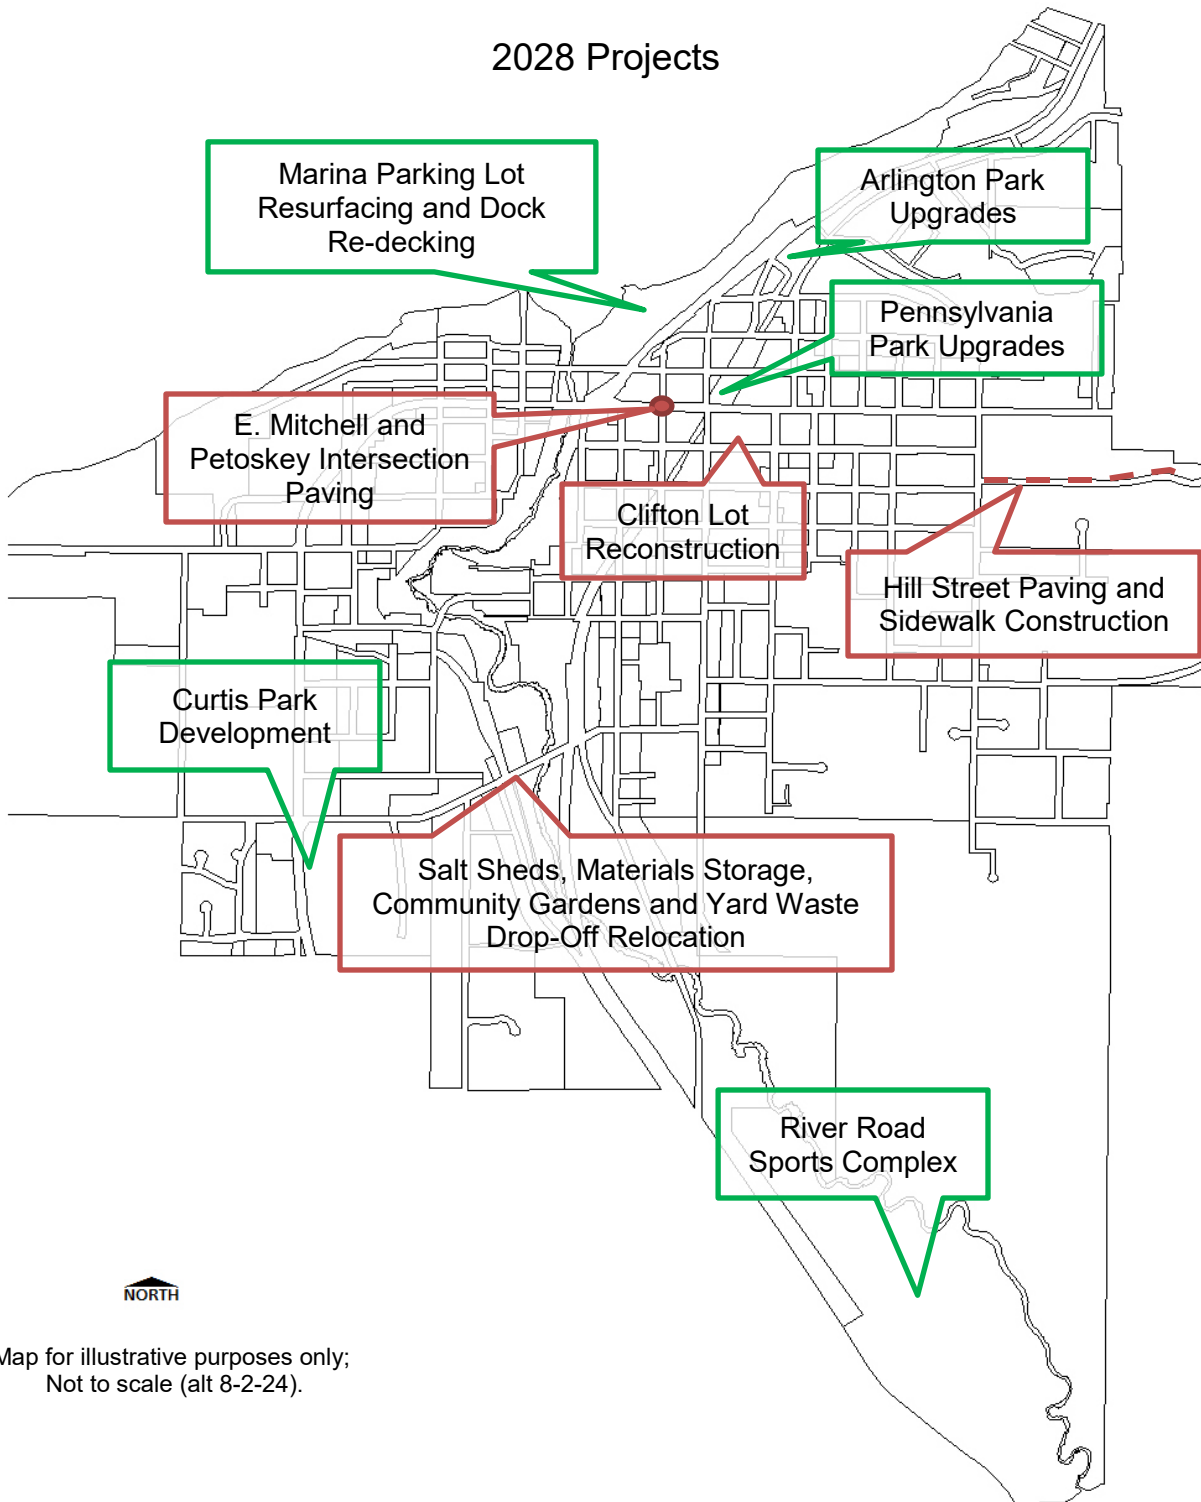 2028 Projects
Marina Parking Lot
Resurfacing and Dock
Re-decking
Arlington Park
Upgrades
Pennsylvania
Park Upgrades
E. Mitchell and
Petoskey Intersection
Paving
Clifton Lot
Reconstruction
Hill Street Paving and
Sidewalk Construction
Curtis Park
Development
Salt Sheds, Materials Storage,
Community Gardens and Yard Waste
Drop-Off Relocation
River Road
Sports Complex
NORTH
Map for illustrative purposes only;
Not to scale (alt 8-2-24).